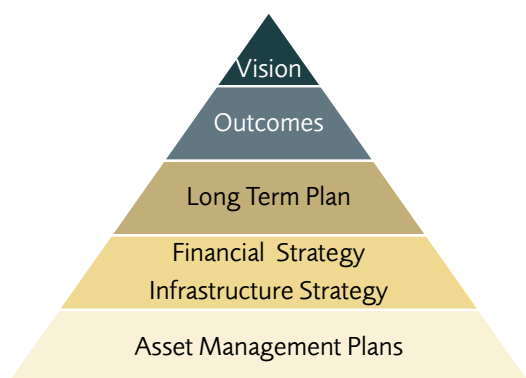 Vision
Outcomes
Long Term Plan
Financial Strategy
Infrastructure Strategy
Asset Management Plans